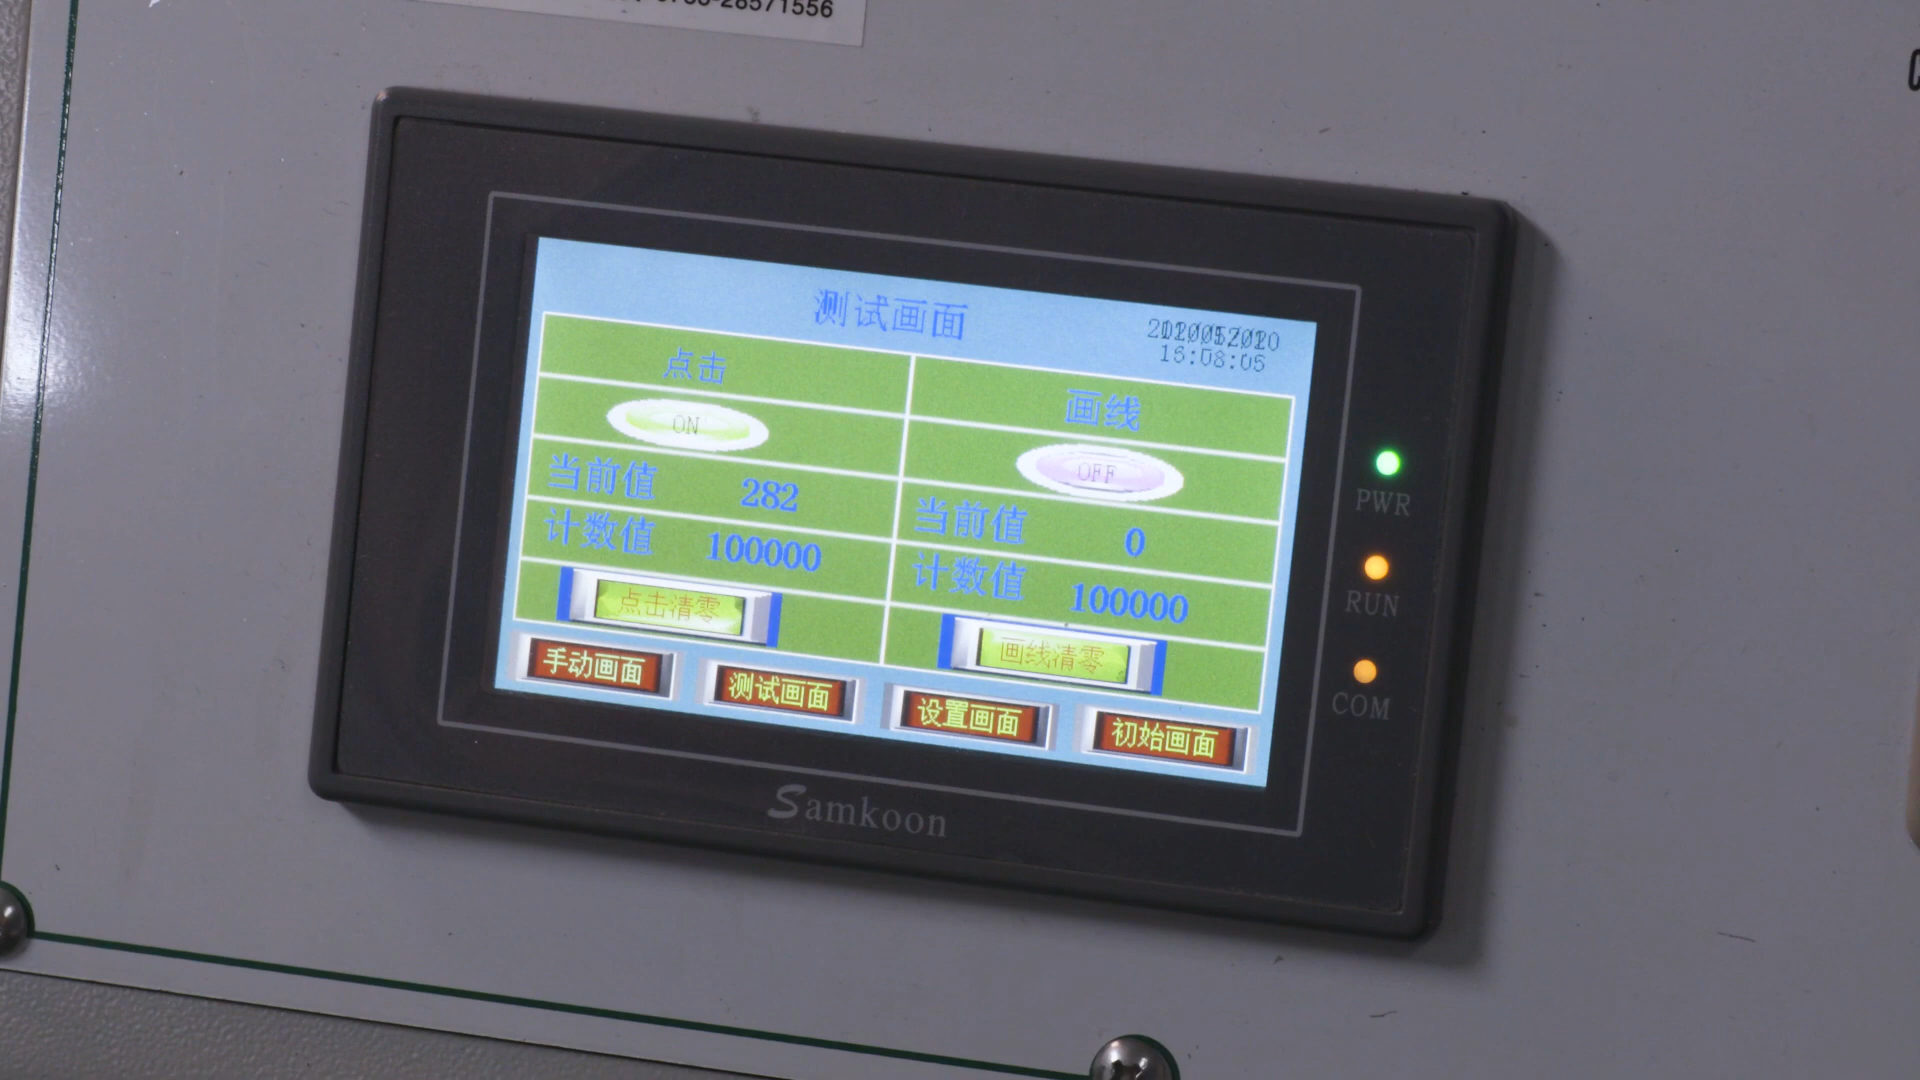 测试画面
16:08:05
点击
画线
ON
OFF
当前值 282
当前值 0
计数值 100000
计数值 100000
点击清零
画线清零
手动画面
测试画面
设置画面
初始画面
PWR
RUN
COM
Samkoon